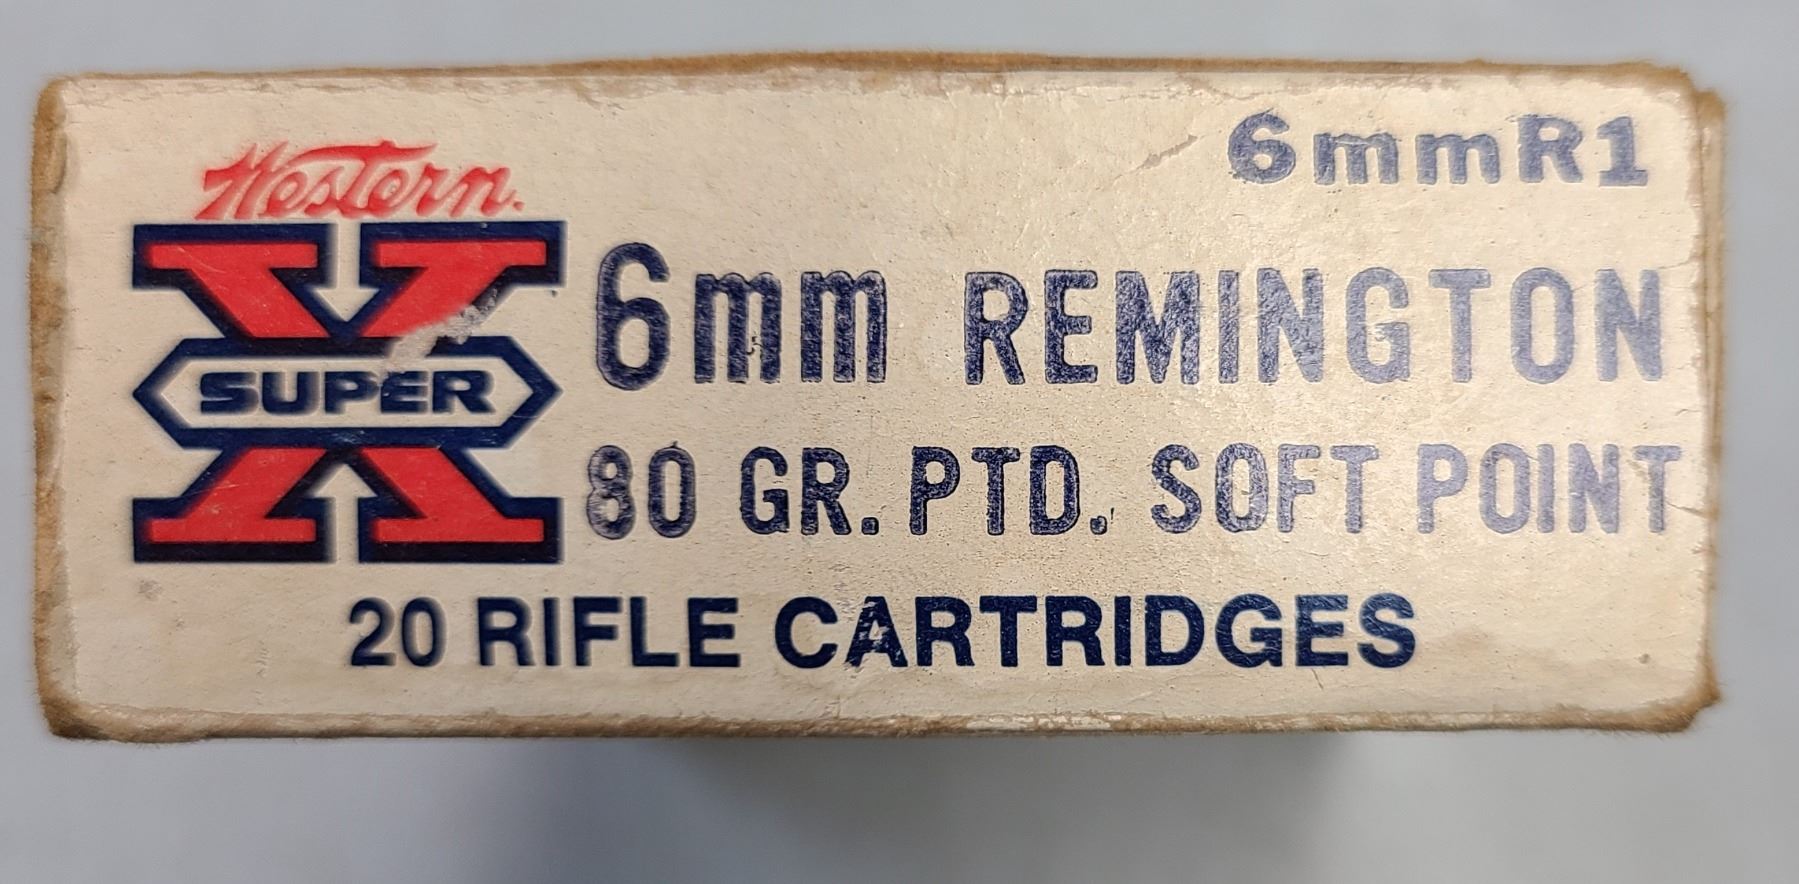 6mmR1
Western
SUPER X
6mm REMINGTON
80 GR. PTD. SOFT POINT
20 RIFLE CARTRIDGES